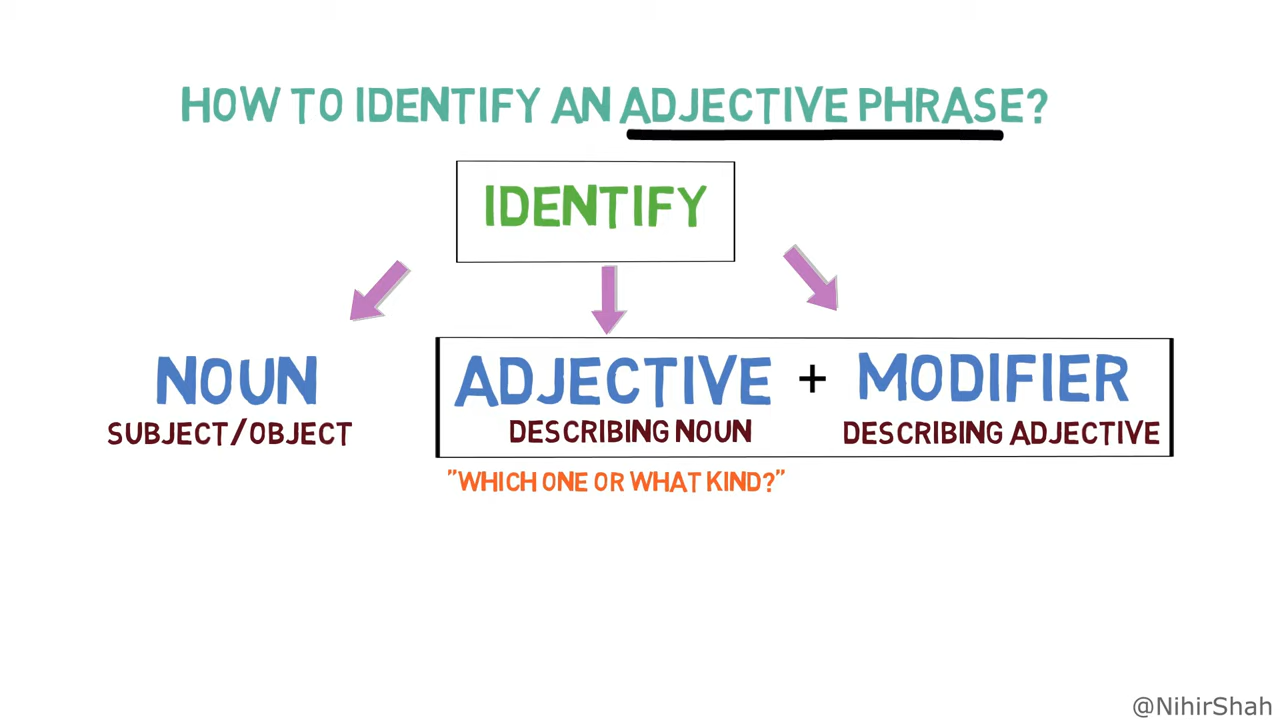 HOW TO IDENTIFY AN ADJECTIVE PHRASE?
IDENTIFY
NOUN
SUBJECT/OBJECT
ADJECTIVE + MODIFIER
DESCRIBING NOUN
DESCRIBING ADJECTIVE
"WHICH ONE OR WHAT KIND?"
@NihirShah